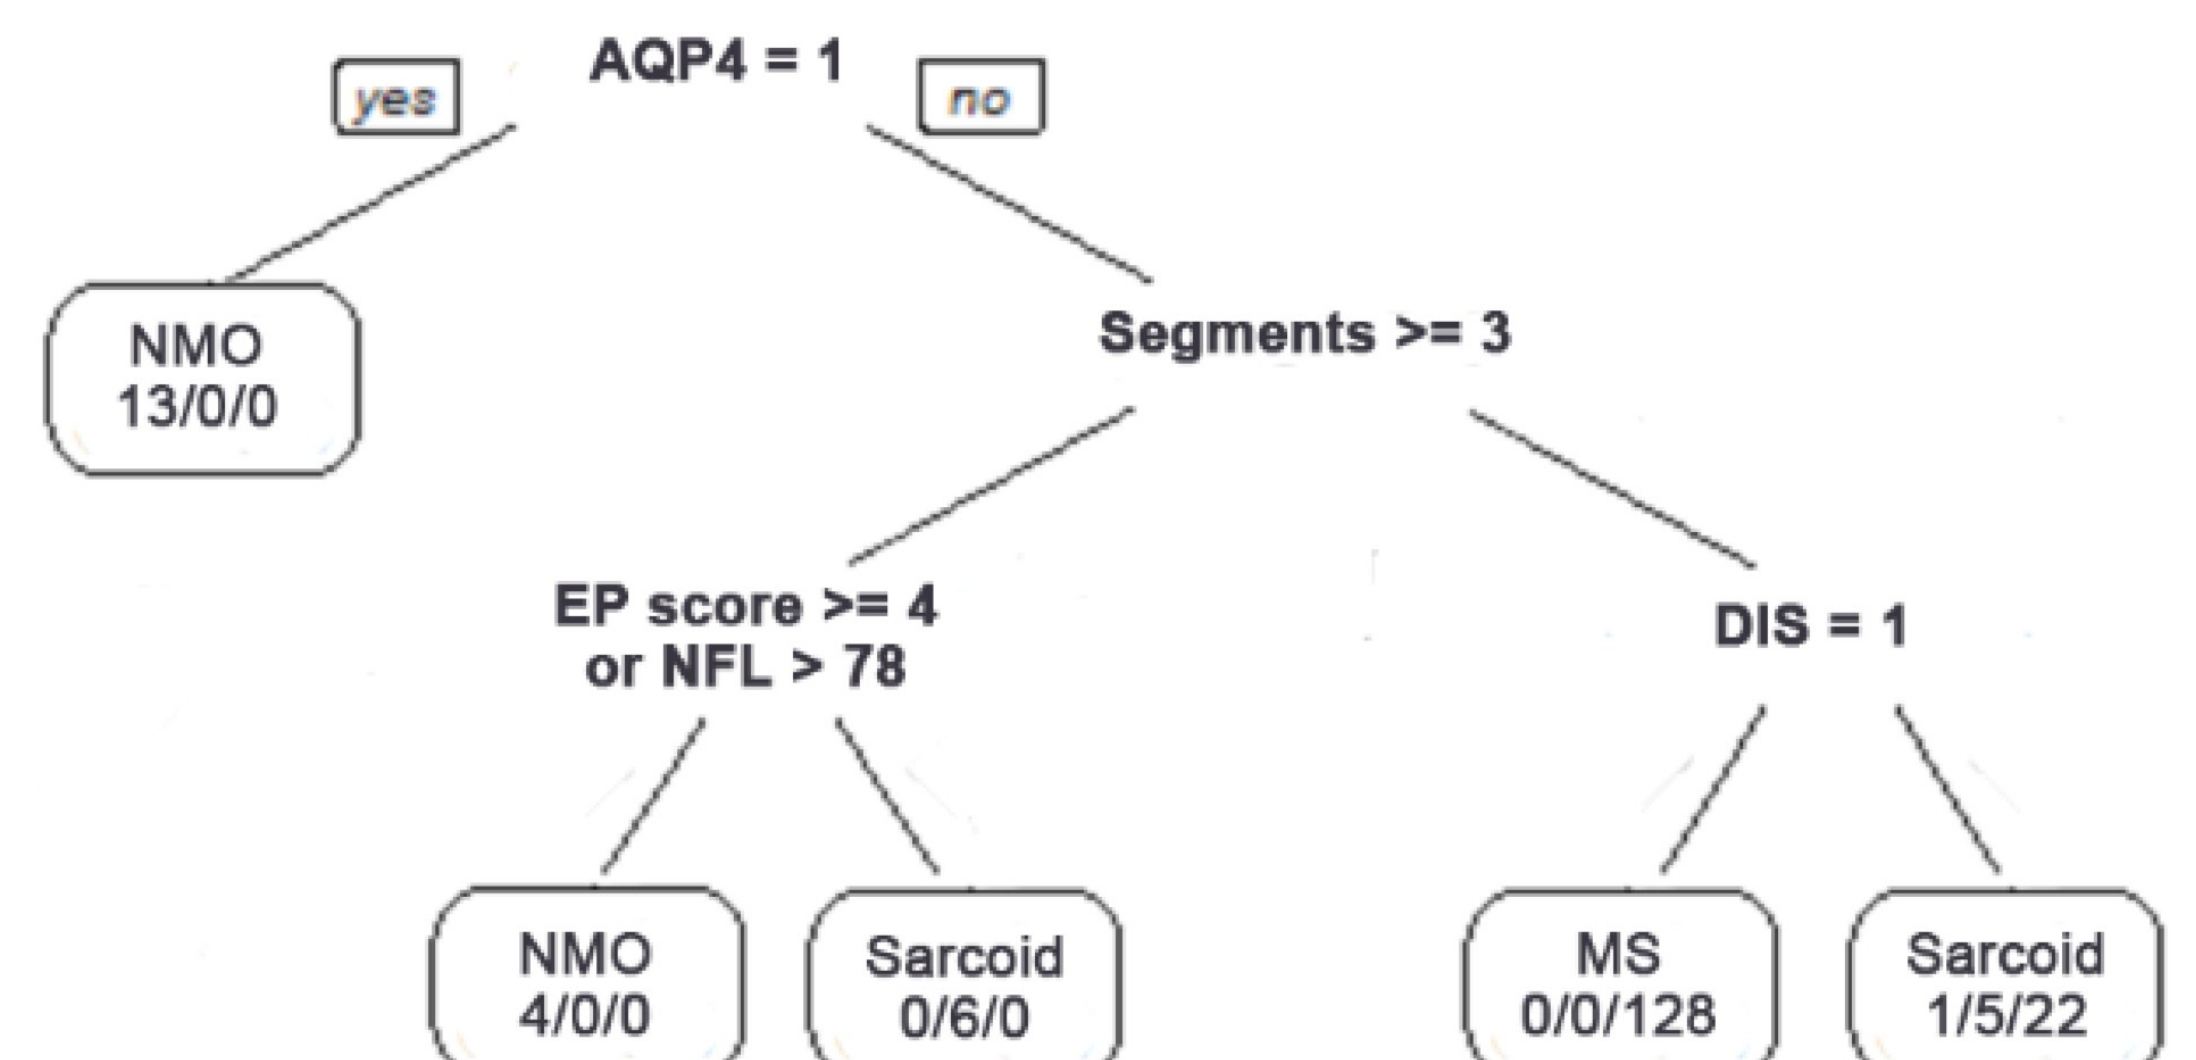 AQP4 = 1
yes
no
NMO
13/0/0
Segments >= 3
EP score >= 4
or NFL > 78
DIS = 1
NMO
4/0/0
Sarcoid
0/6/0
MS
0/0/128
Sarcoid
1/5/22